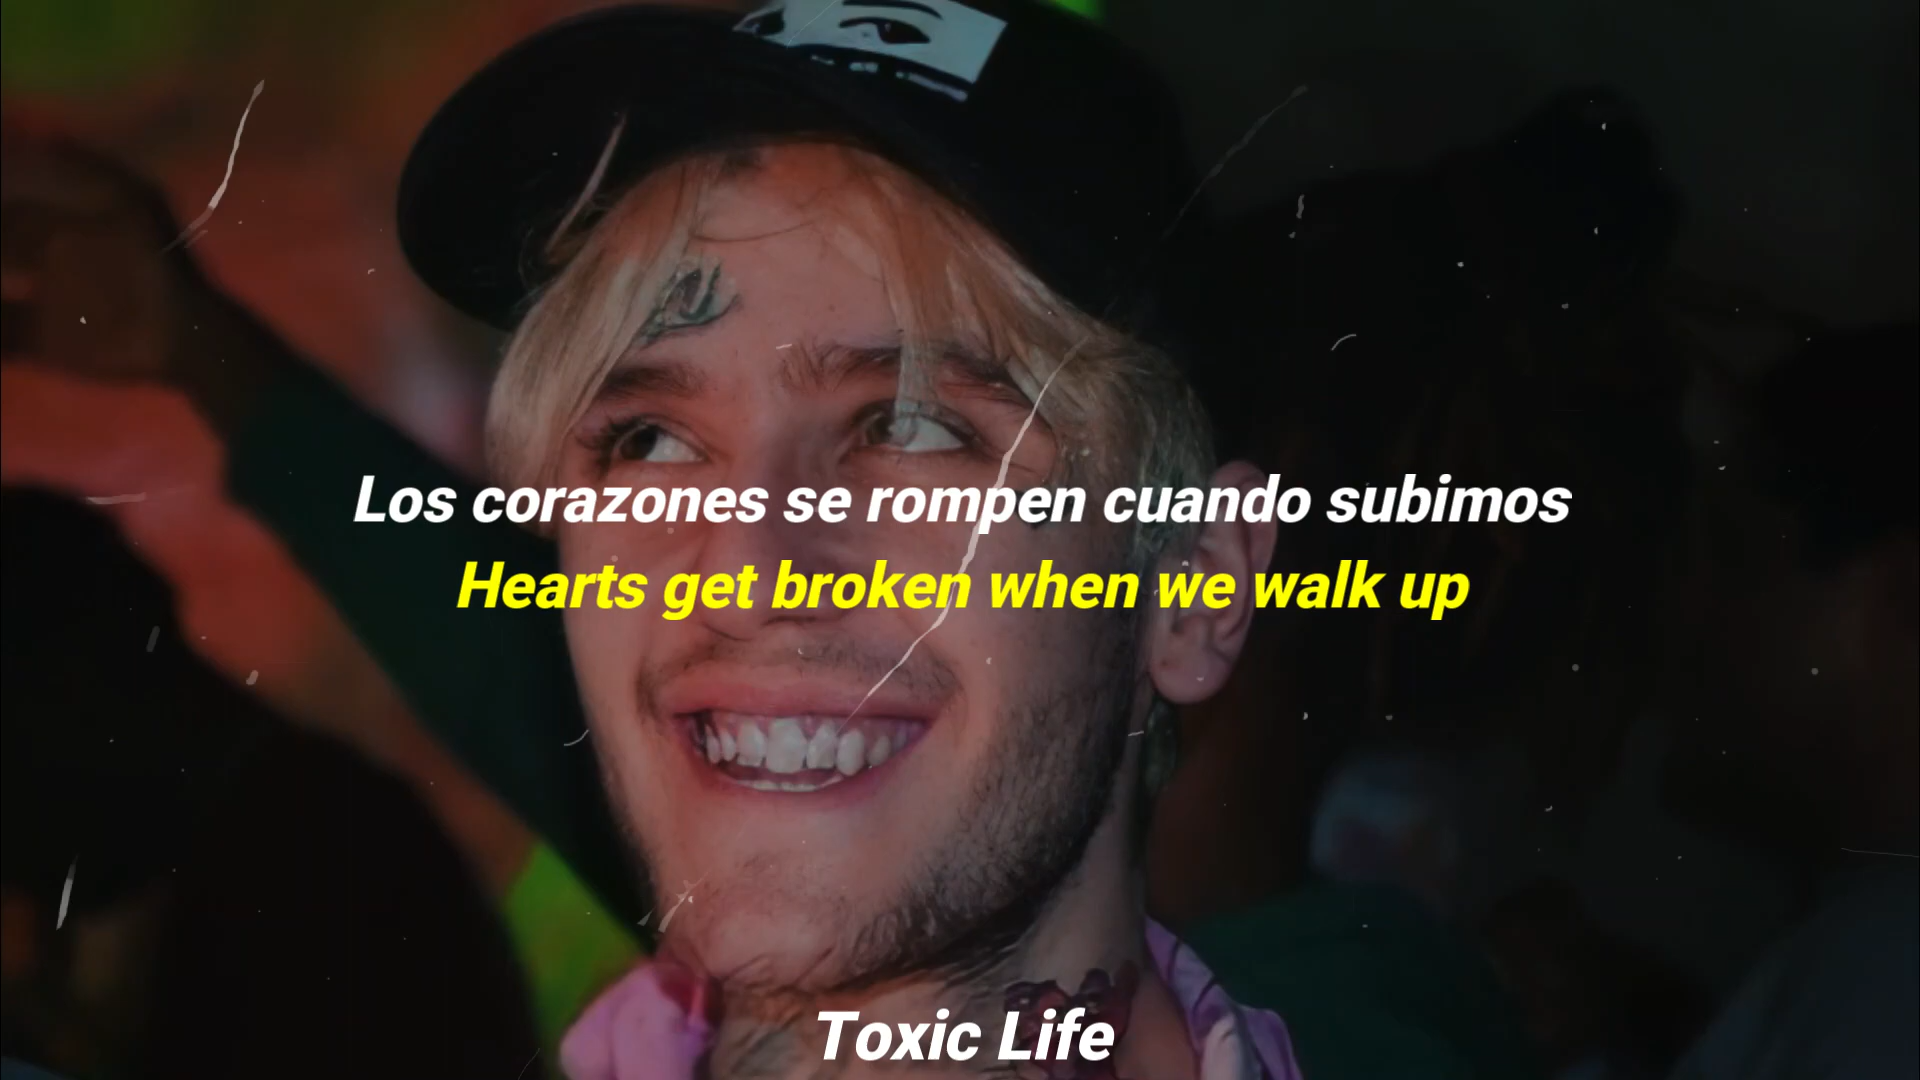 Los corazones se rompen cuando subimos
Hearts get broken when we walk up
Toxic Life